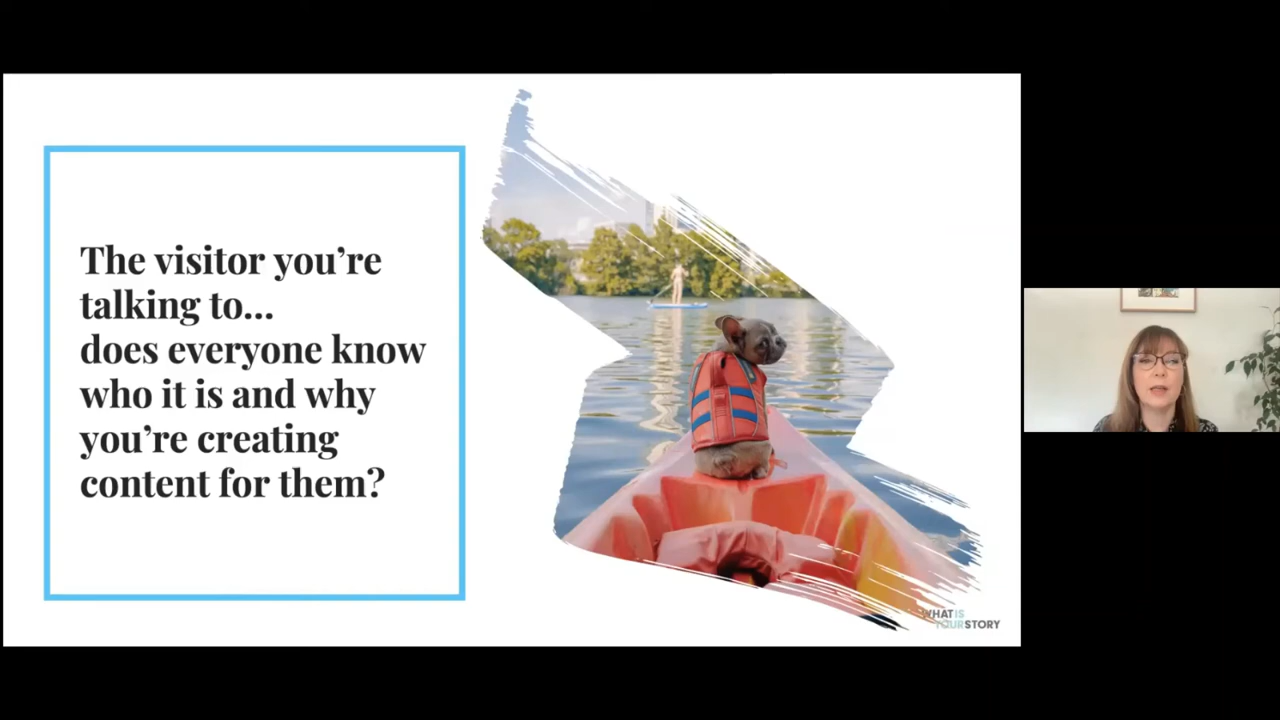 The visitor you’re
talking to...
does everyone know
who it is and why
you’re creating
content for them?
WHAT IS
YOUR STORY